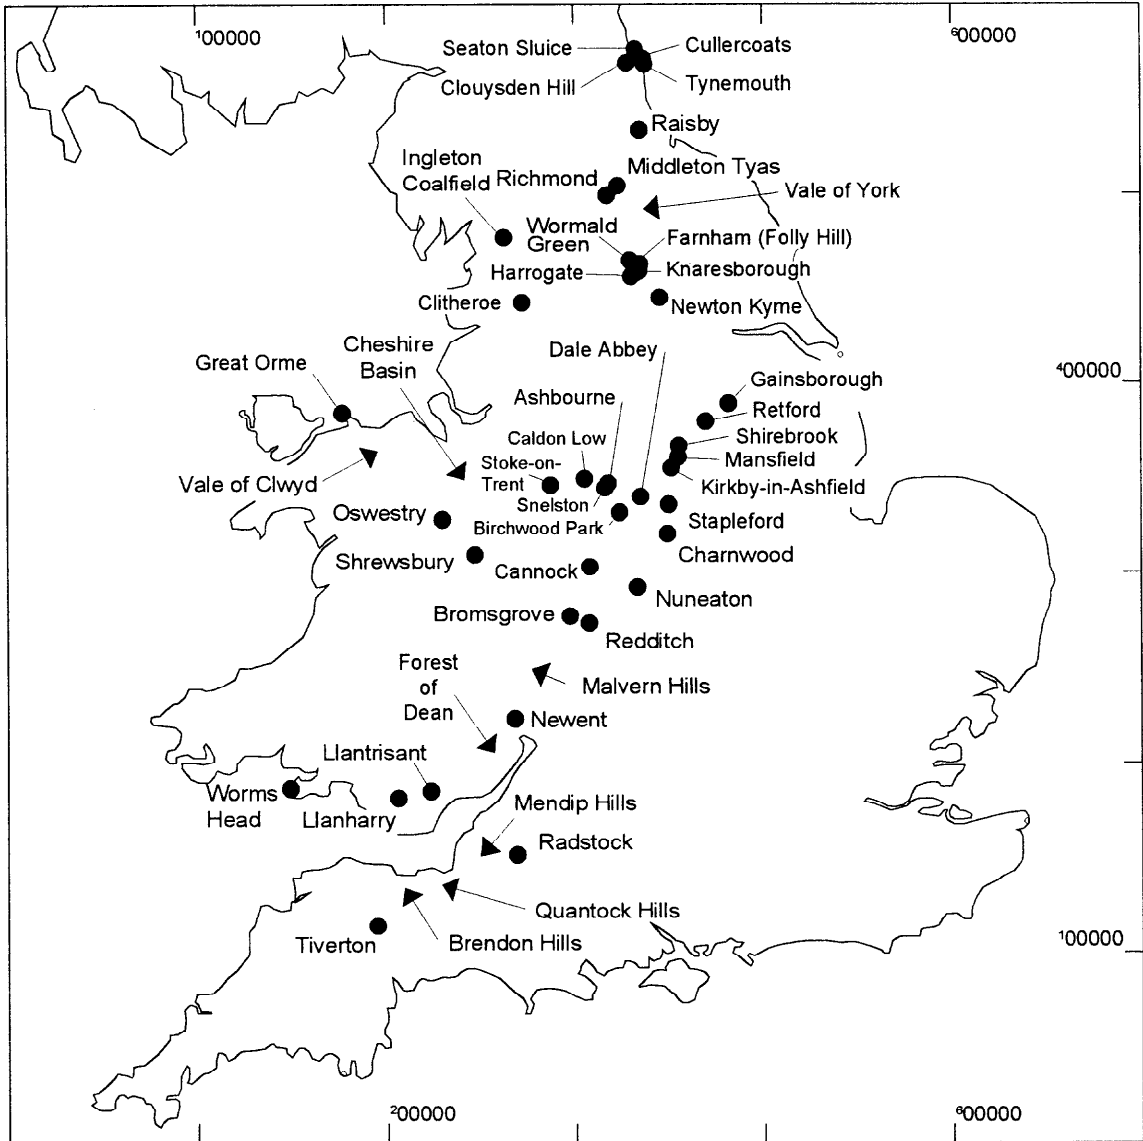 100000
600000
Seaton Sluice
Cullercoats
Clouysden Hill
Tynemouth
Raisby
Ingleton
Coalfield
Richmond
Middleton Tyas
Vale of York
Wormald
Green
Farnham (Folly Hill)
Harrogate
Knaresborough
Clitheroe
Newton Kyme
Cheshire
Basin
Dale Abbey
Great Orme
400000
Gainsborough
Ashbourne
Retford
Caldon Low
Shirebrook
Stoke-on-
Trent
Mansfield
Vale of Clwyd
Kirkby-in-Ashfield
Snelston
Oswestry
Birchwood Park
Stapleford
Shrewsbury
Cannock
Charnwood
Nuneaton
Bromsgrove
Redditch
Forest
of
Dean
Malvern Hills
Newent
Llantrisant
Worms
Head
Llanharry
Mendip Hills
Radstock
Quantock Hills
Tiverton
Brendon Hills
100000
200000
600000